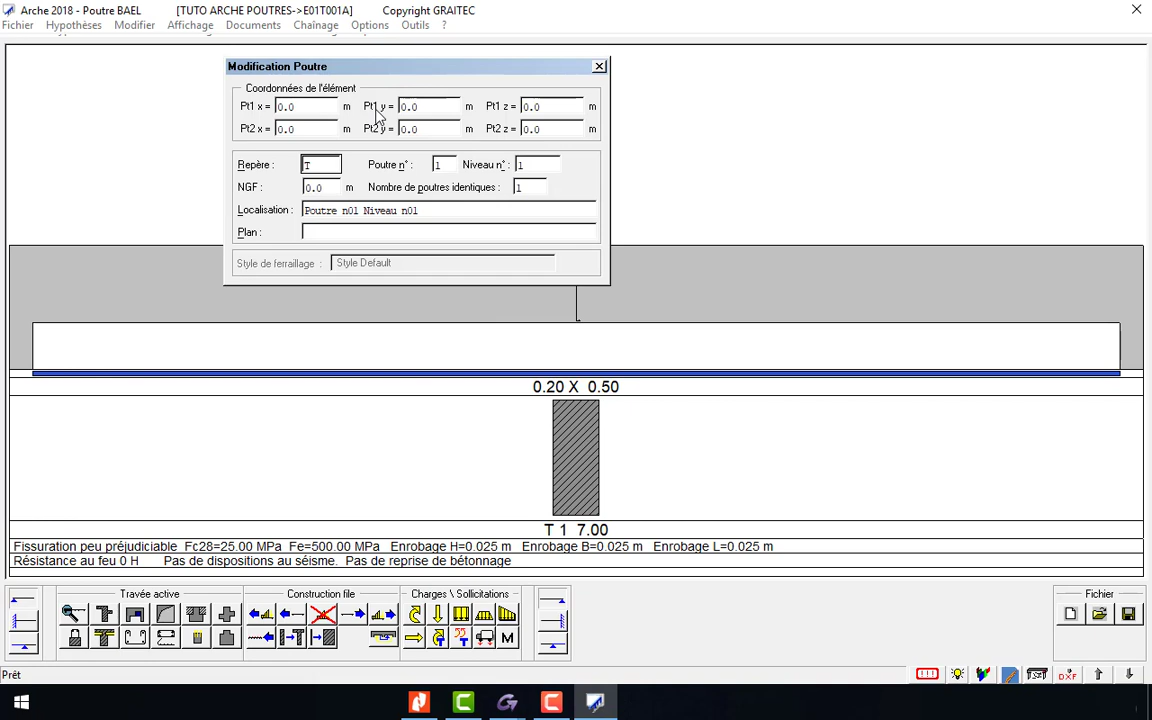 Arche 2018 - Poutre BAEL [TUTO ARCHE POUTRES->E01T001A] Copyright GRAITEC
Fichier Hypothèses Modifier Affichage Documents Chaînage Options Outils ?
Modification Poutre
Coordonnées de l'élément
Pt1 x = 0.0 m Pt1 y = 0.0 m Pt1 z = 0.0 m
Pt2 x = 0.0 m Pt2 y = 0.0 m Pt2 z = 0.0 m
Repère : T Poutre n° : 1 Niveau n° : 1
NGF : 0.0 m Nombre de poutres identiques : 1
Localisation : Poutre n01 Niveau n01
Plan :
Style de ferraillage : Style Default
0.20 X 0.50
T 1 7.00
Fissuration peu préjudiciable Fc28=25.00 MPa Fe=500.00 MPa Enrobage H=0.025 m Enrobage B=0.025 m Enrobage L=0.025 m
Résistance au feu 0 H Pas de dispositions au séisme. Pas de reprise de bétonnage
Travée active Construction file Charges \ Sollicitations Fichier
M
Prêt
DXF